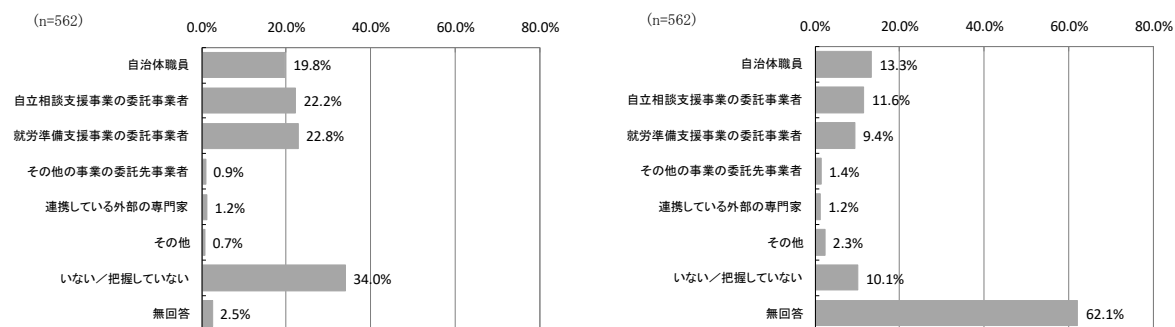 (n=562)
0.0% 20.0% 40.0% 60.0% 80.0%
自治体職員 19.8%
自立相談支援事業の委託事業者 22.2%
就労準備支援事業の委託事業者 22.8%
その他の事業の委託先事業者 0.9%
連携している外部の専門家 1.2%
その他 0.7%
いない／把握していない 34.0%
無回答 2.5%
(n=562)
0.0% 20.0% 40.0% 60.0% 80.0%
自治体職員 13.3%
自立相談支援事業の委託事業者 11.6%
就労準備支援事業の委託事業者 9.4%
その他の事業の委託先事業者 1.4%
連携している外部の専門家 1.2%
その他 2.3%
いない／把握していない 10.1%
無回答 62.1%